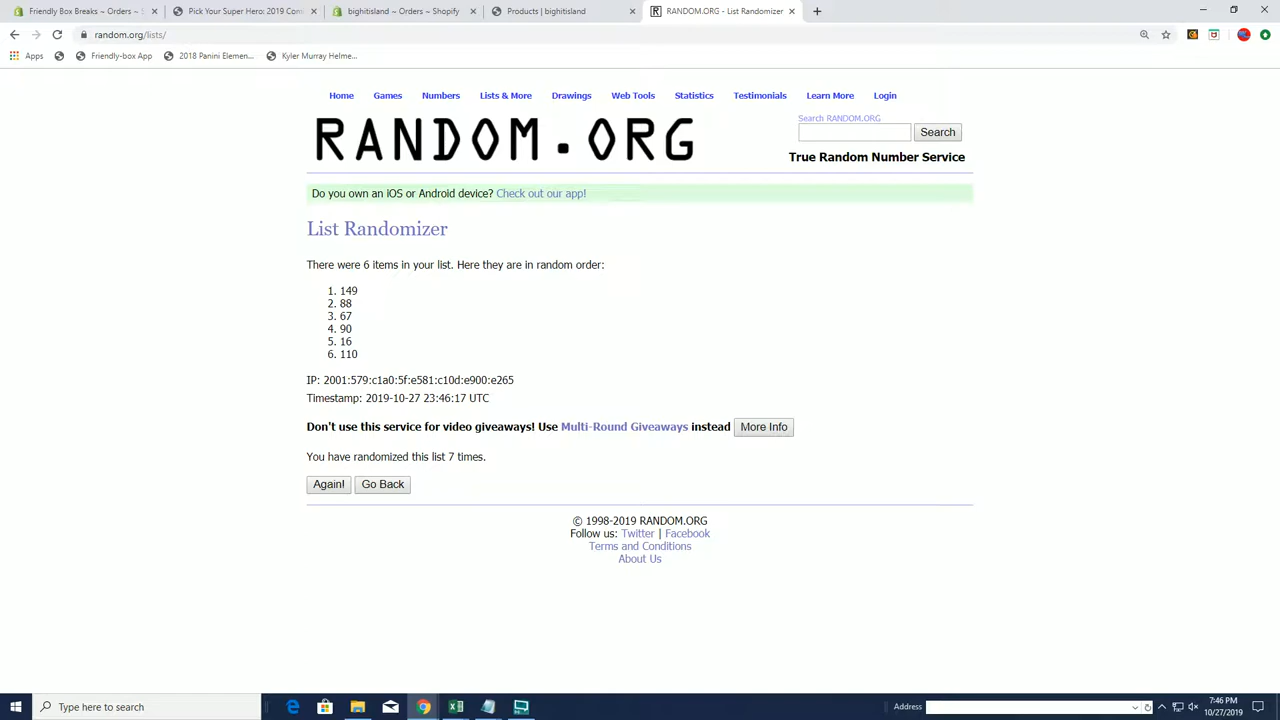 Friendly Box Breaks ~ Orders ~
Pick Your Super Hero: 2019 Com
bighitisland ~ Orders ~ Shopify
Products | bighitisland
RANDOM.ORG - List Randomizer
random.org/lists/
Apps
Friendly-box App
2018 Panini Elemen...
Kyler Murray Helme...
Home Games Numbers Lists & More Drawings Web Tools Statistics Testimonials Learn More Login
RANDOM.ORG
Search RANDOM.ORG
Search
True Random Number Service
Do you own an iOS or Android device? Check out our app!
List Randomizer
There were 6 items in your list. Here they are in random order:
1. 149
2. 88
3. 67
4. 90
5. 16
6. 110
IP: 2001:579:c1a0:5f:e581:c10d:e900:e265
Timestamp: 2019-10-27 23:46:17 UTC
Don't use this service for video giveaways! Use Multi-Round Giveaways instead More Info
You have randomized this list 7 times.
Again! Go Back
© 1998-2019 RANDOM.ORG
Follow us: Twitter | Facebook
Terms and Conditions
About Us
Type here to search
Address
7:46 PM
10/27/2019